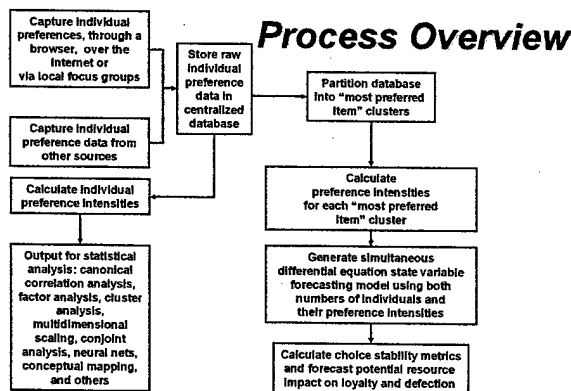 Process Overview
Capture individual
preferences, through a
browser, over the
Internet or
via local focus groups
Store raw
individual
preference
data in
centralized
database
Partition database
into "most preferred
item" clusters
Capture individual
preference data from
other sources
Calculate individual
preference intensities
Calculate
preference intensities
for each "most preferred
item" cluster
Output for statistical
analysis: canonical
correlation analysis,
factor analysis, cluster
analysis,
multidimensional
scaling, conjoint
analysis, neural nets,
conceptual mapping,
and others
Generate simultaneous
differential equation state variable
forecasting model using both
numbers of individuals and
their preference intensities
Calculate choice stability metrics
and forecast potential resource
impact on loyalty and defection